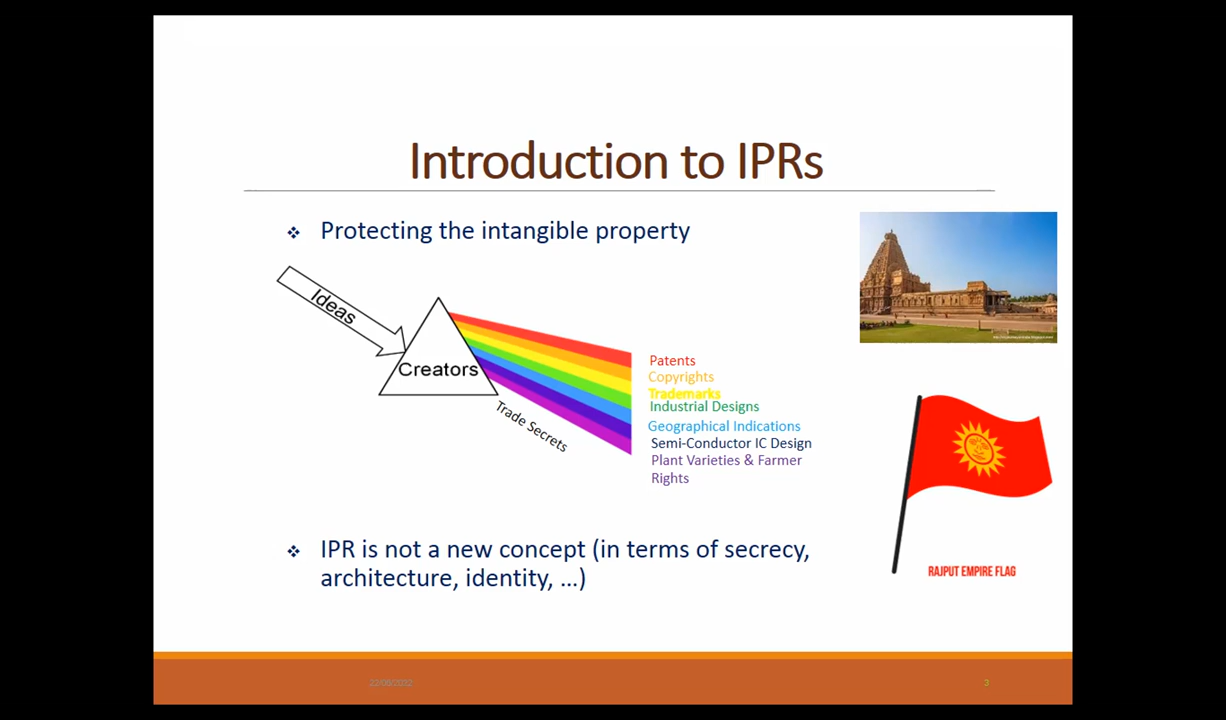 Introduction to IPRs
Protecting the intangible property
Ideas
Creators
Trade Secrets
Patents
Copyrights
Trademarks
Industrial Designs
Geographical Indications
Semi-Conductor IC Design
Plant Varieties & Farmer
Rights
IPR is not a new concept (in terms of secrecy,
architecture, identity, ...)
RAJPUT EMPIRE FLAG
3